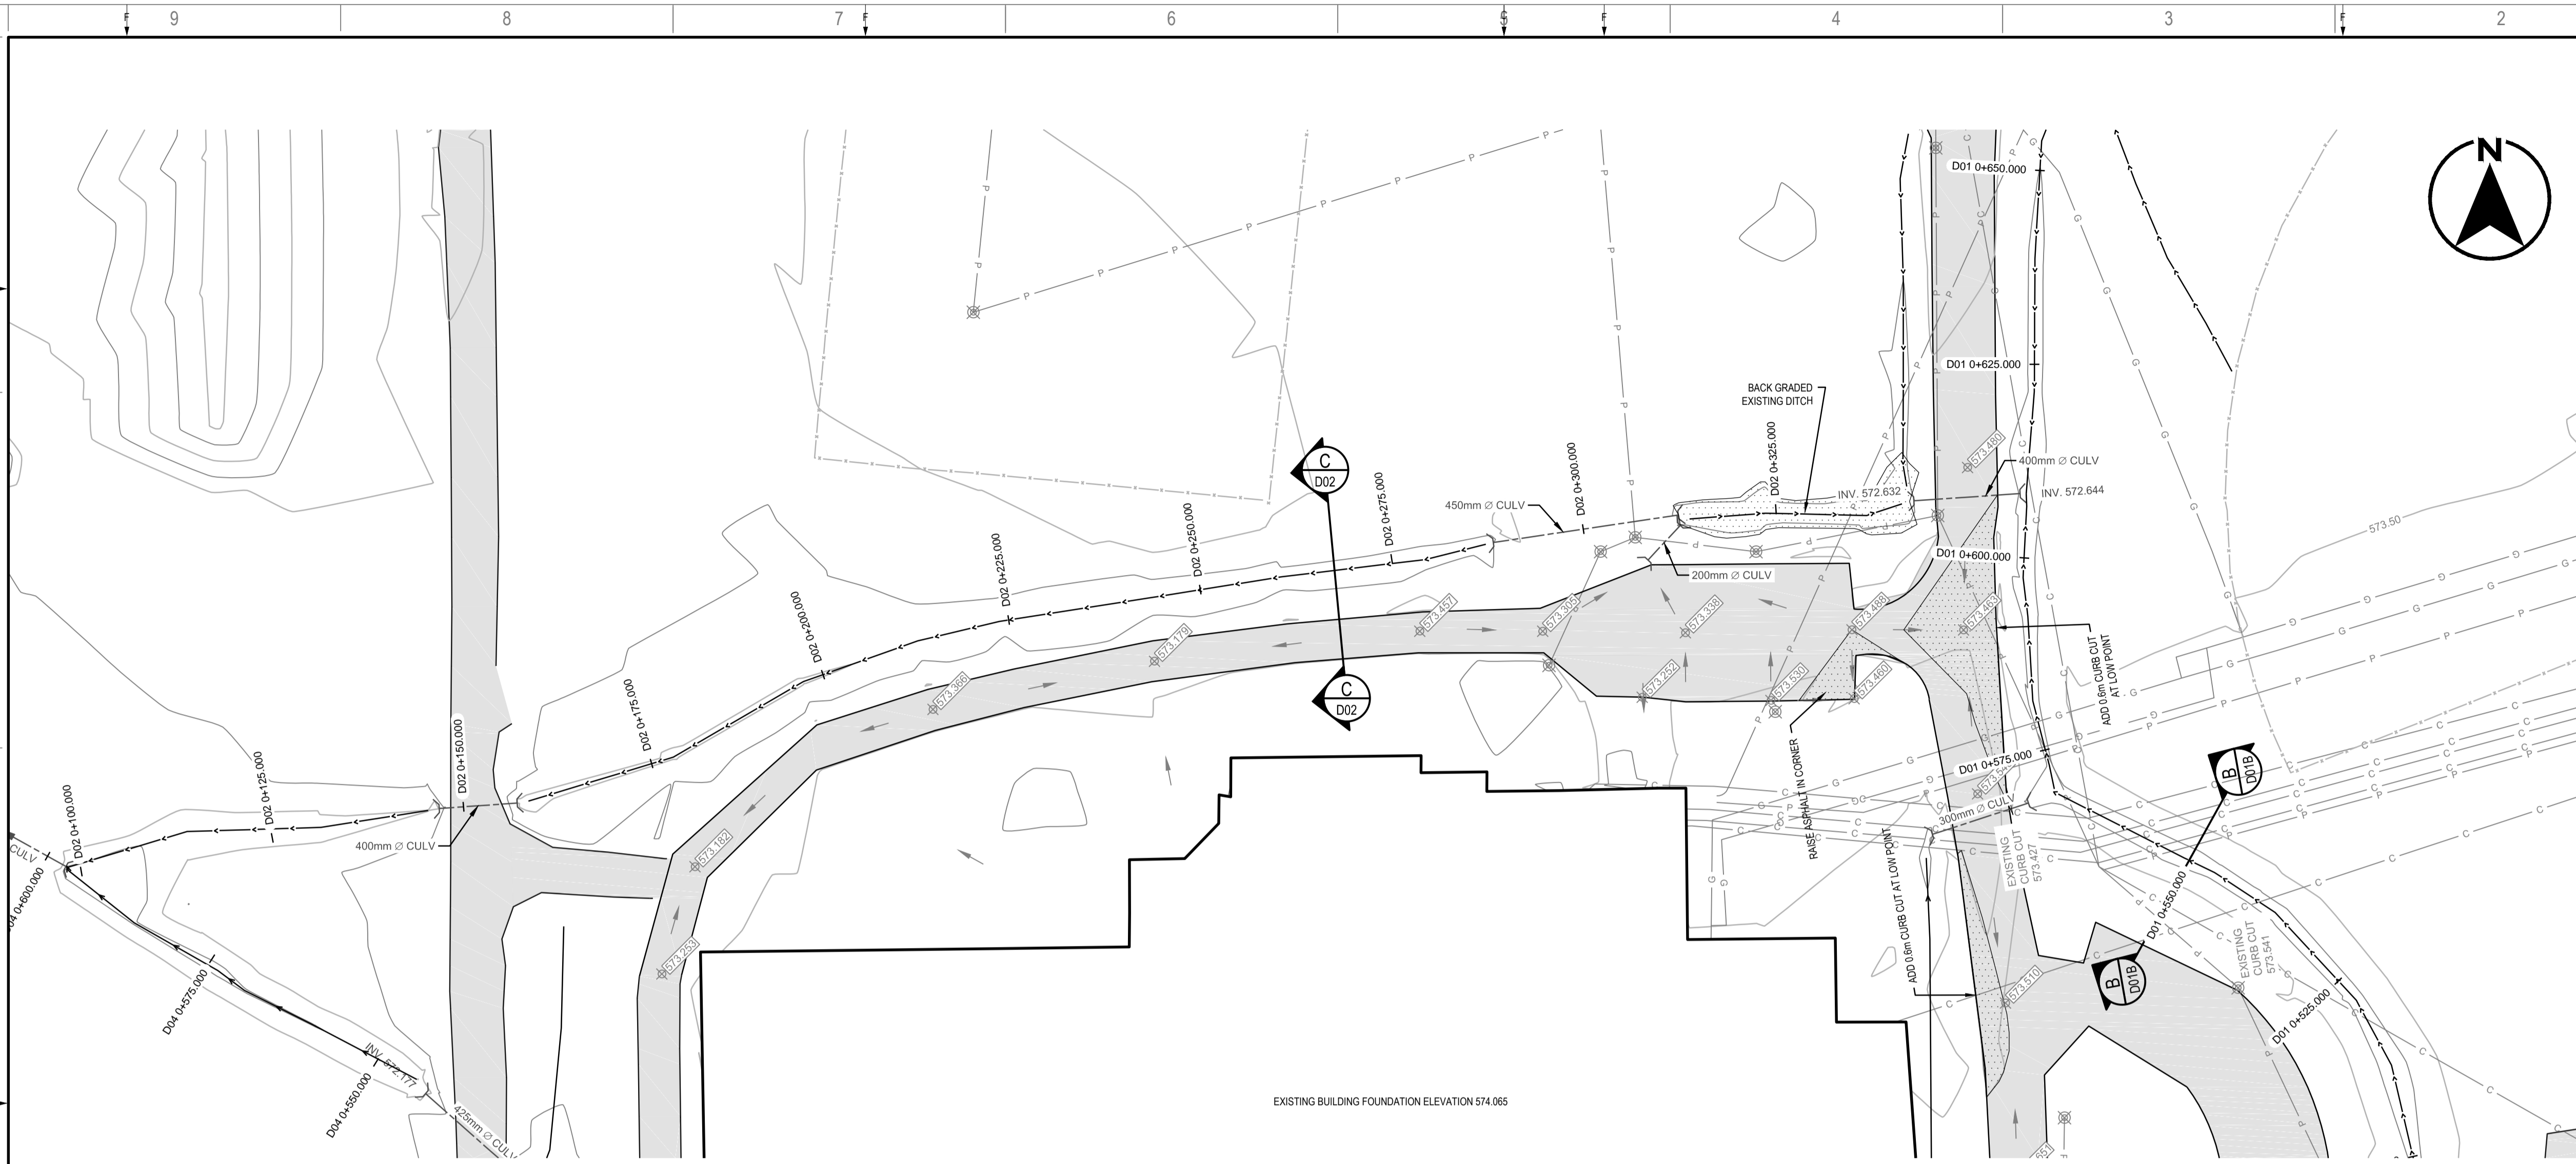 9
F
8
7
F
6
5
F
4
3
F
2
N
D01 0+650.000
D01 0+625.000
BACK GRADED
EXISTING DITCH
D02 0+325.000
573.480
400mm Ø CULV
INV. 572.632
INV. 572.644
573.50
C
D02
450mm Ø CULV
D02 0+300.000
D02 0+275.000
D02 0+250.000
D02 0+225.000
D02 0+200.000
D02 0+175.000
D02 0+150.000
D02 0+125.000
D02 0+100.000
D01 0+600.000
200mm Ø CULV
573.457
573.305
573.338
573.488
573.463
573.179
573.366
573.252
573.530
573.460
C
D02
ADD 0.6m CURB CUT
AT LOW POINT
RAISE ASPHALT IN CORNER
D01 0+575.000
B
D01B
300mm Ø CULV
400mm Ø CULV
CULV
573.182
ADD 0.6m CURB CUT AT LOW POINT
EXISTING
CURB CUT
573.427
D01 0+550.000
04 0+600.000
573.253
573.510
B
D01B
EXISTING
CURB CUT
573.541
D04 0+575.000
D01 0+525.000
INV. 572.177
D04 0+550.000
425mm Ø CULV
EXISTING BUILDING FOUNDATION ELEVATION 574.065